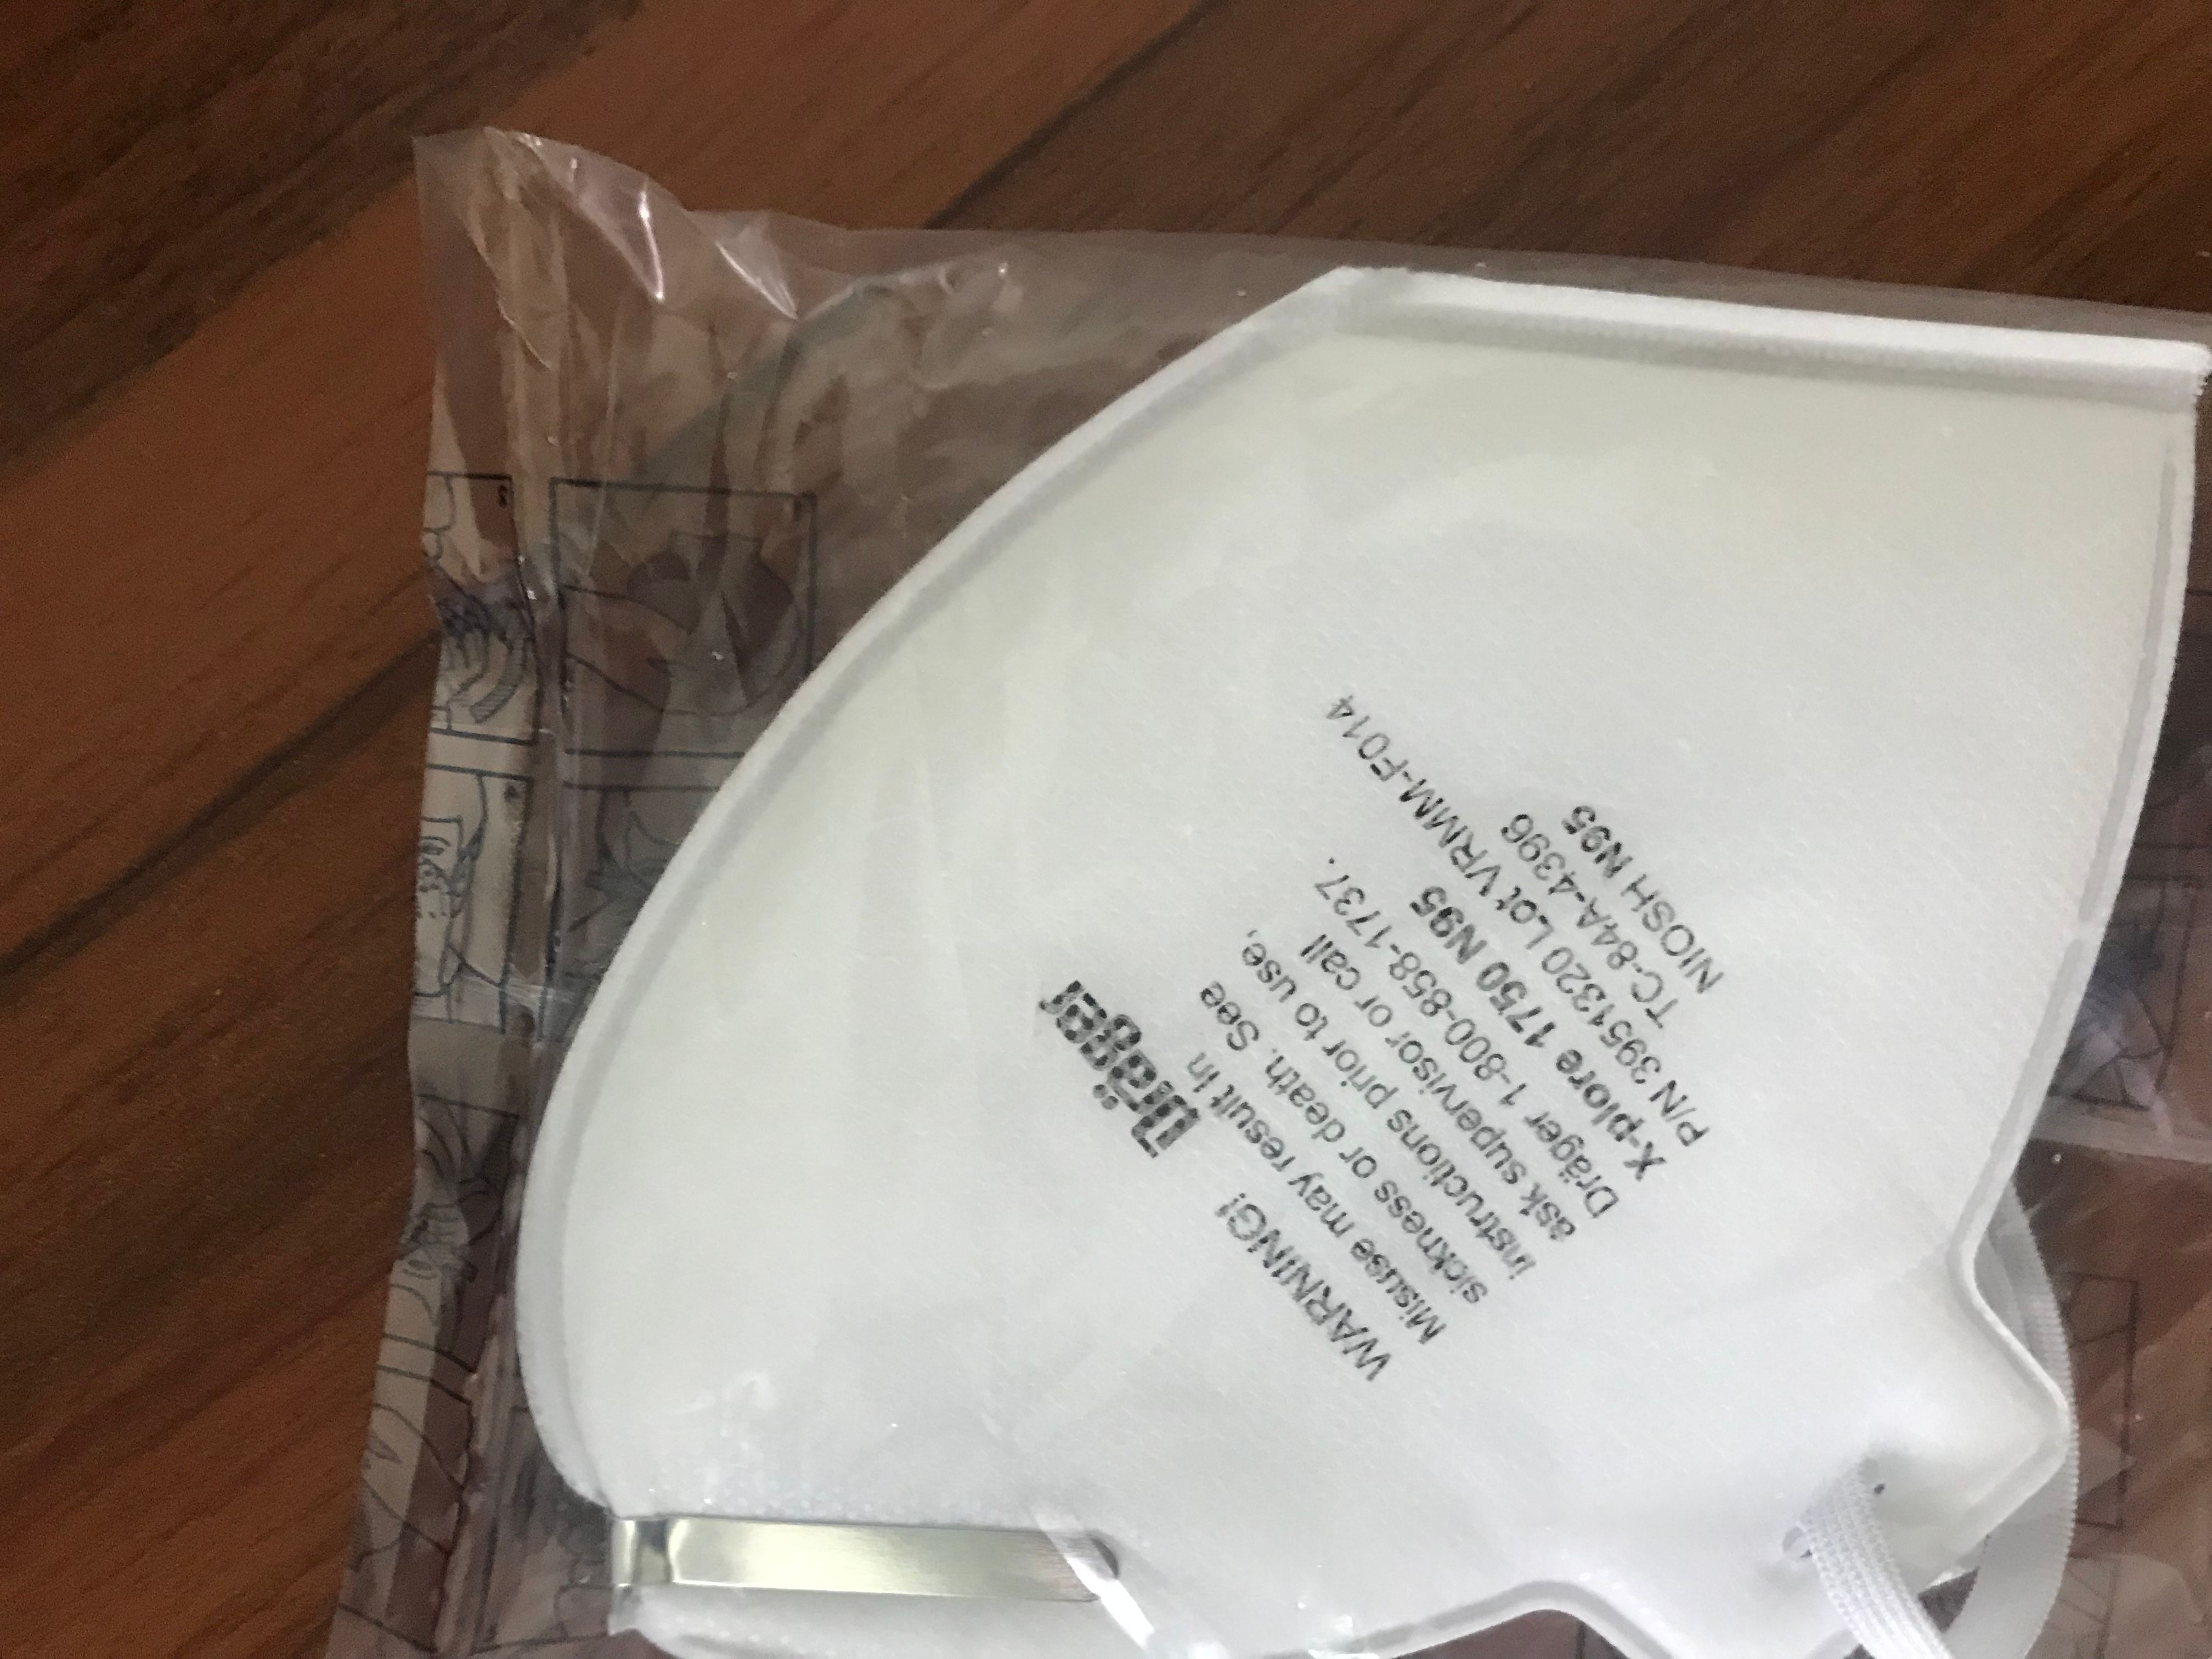 Dräger
WARNING!
Misuse may result in
sickness or death. See
instructions prior to use,
ask supervisor or call
Dräger 1-800-858-1737.
X-plore 1750 N95
P/N 3951320 Lot VRMM-F014
TC-84A-4396
NIOSH N95